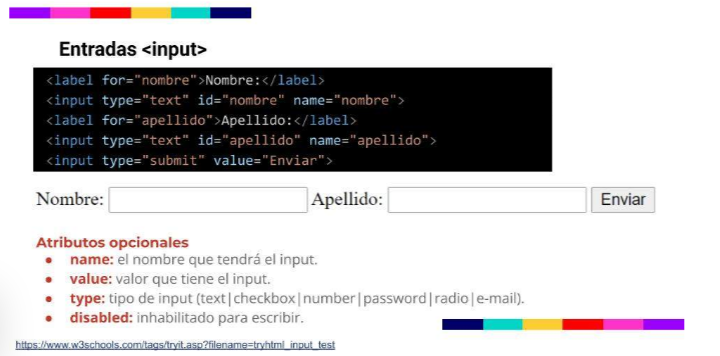 Entradas <input>
<label for="nombre">Nombre:</label>
<input type="text" id="nombre" name="nombre">
<label for="apellido">Apellido:</label>
<input type="text" id="apellido" name="apellido">
<input type="submit" value="Enviar">
Nombre: Apellido: Enviar
Atributos opcionales
● name: el nombre que tendrá el input.
● value: valor que tiene el input.
● type: tipo de input (text|checkbox|number|password|radio|e-mail).
● disabled: inhabilitado para escribir.
https://www.w3schools.com/tags/tryit.asp?filename=tryhtml_input_test